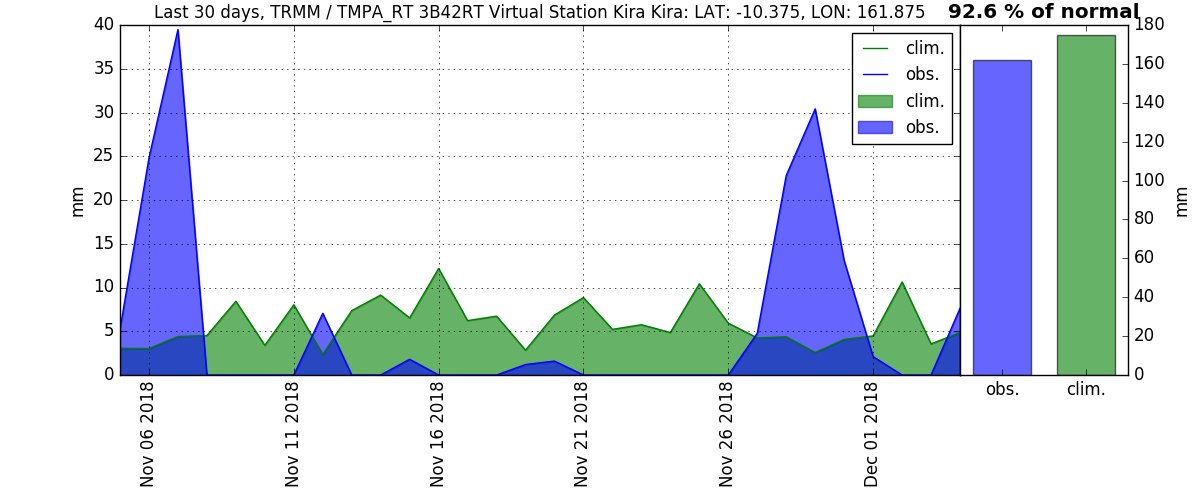 Last 30 days, TRMM / TMPA_RT 3B42RT Virtual Station Kira Kira: LAT: -10.375, LON: 161.875
92.6 % of normal
40
35
30
25
20
15
10
5
0
mm
clim.
obs.
clim.
obs.
Nov 06 2018
Nov 11 2018
Nov 16 2018
Nov 21 2018
Nov 26 2018
Dec 01 2018
180
160
140
120
100
80
60
40
20
0
mm
obs.
clim.